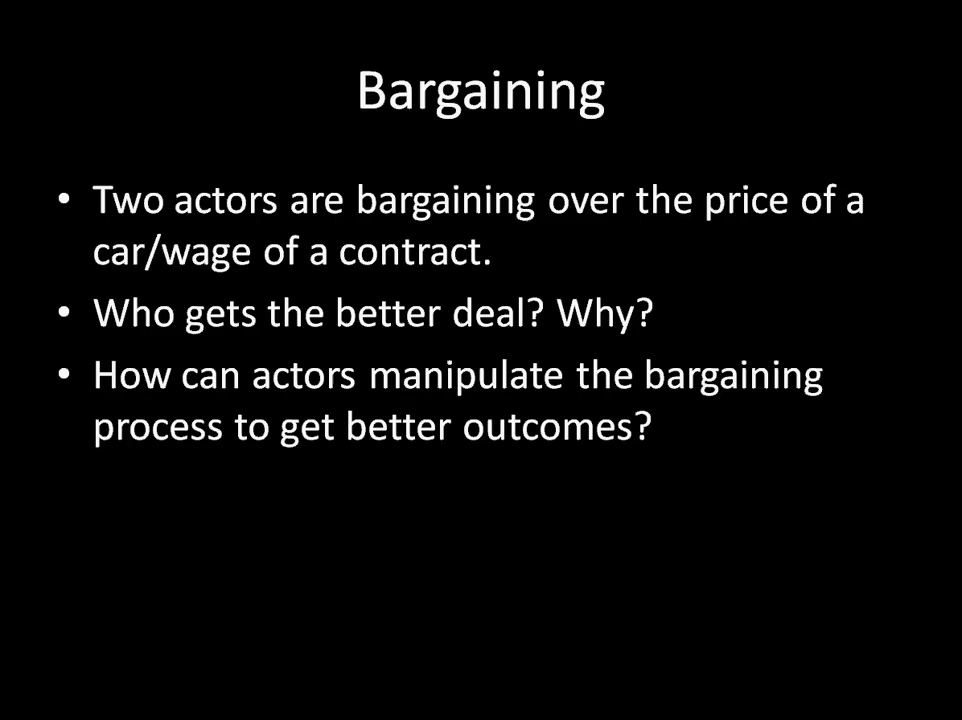 Bargaining
• Two actors are bargaining over the price of a
car/wage of a contract.
• Who gets the better deal? Why?
• How can actors manipulate the bargaining
process to get better outcomes?